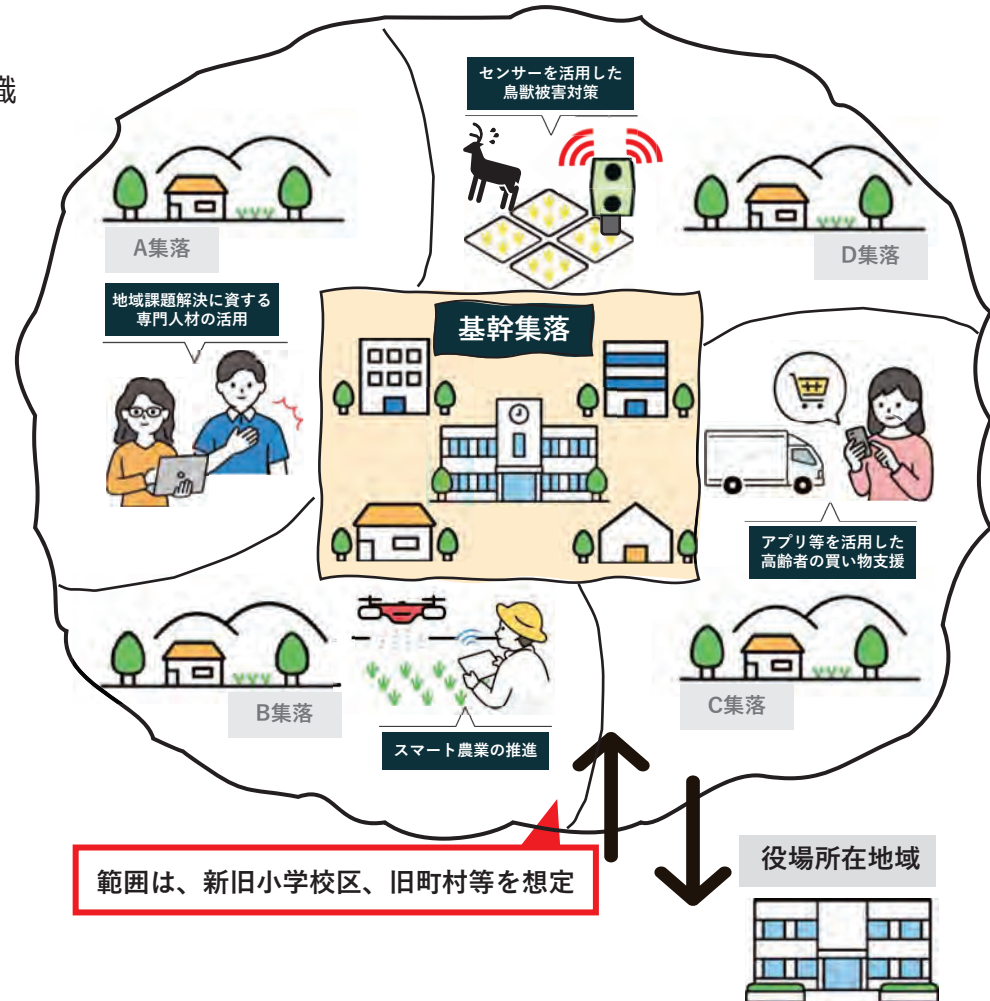 織
センサーを活用した
鳥獣被害対策
A集落
D集落
地域課題解決に資する
専門人材の活用
基幹集落
アプリ等を活用した
高齢者の買い物支援
B集落
C集落
スマート農業の推進
範囲は、新旧小学校区、旧町村等を想定
役場所在地域